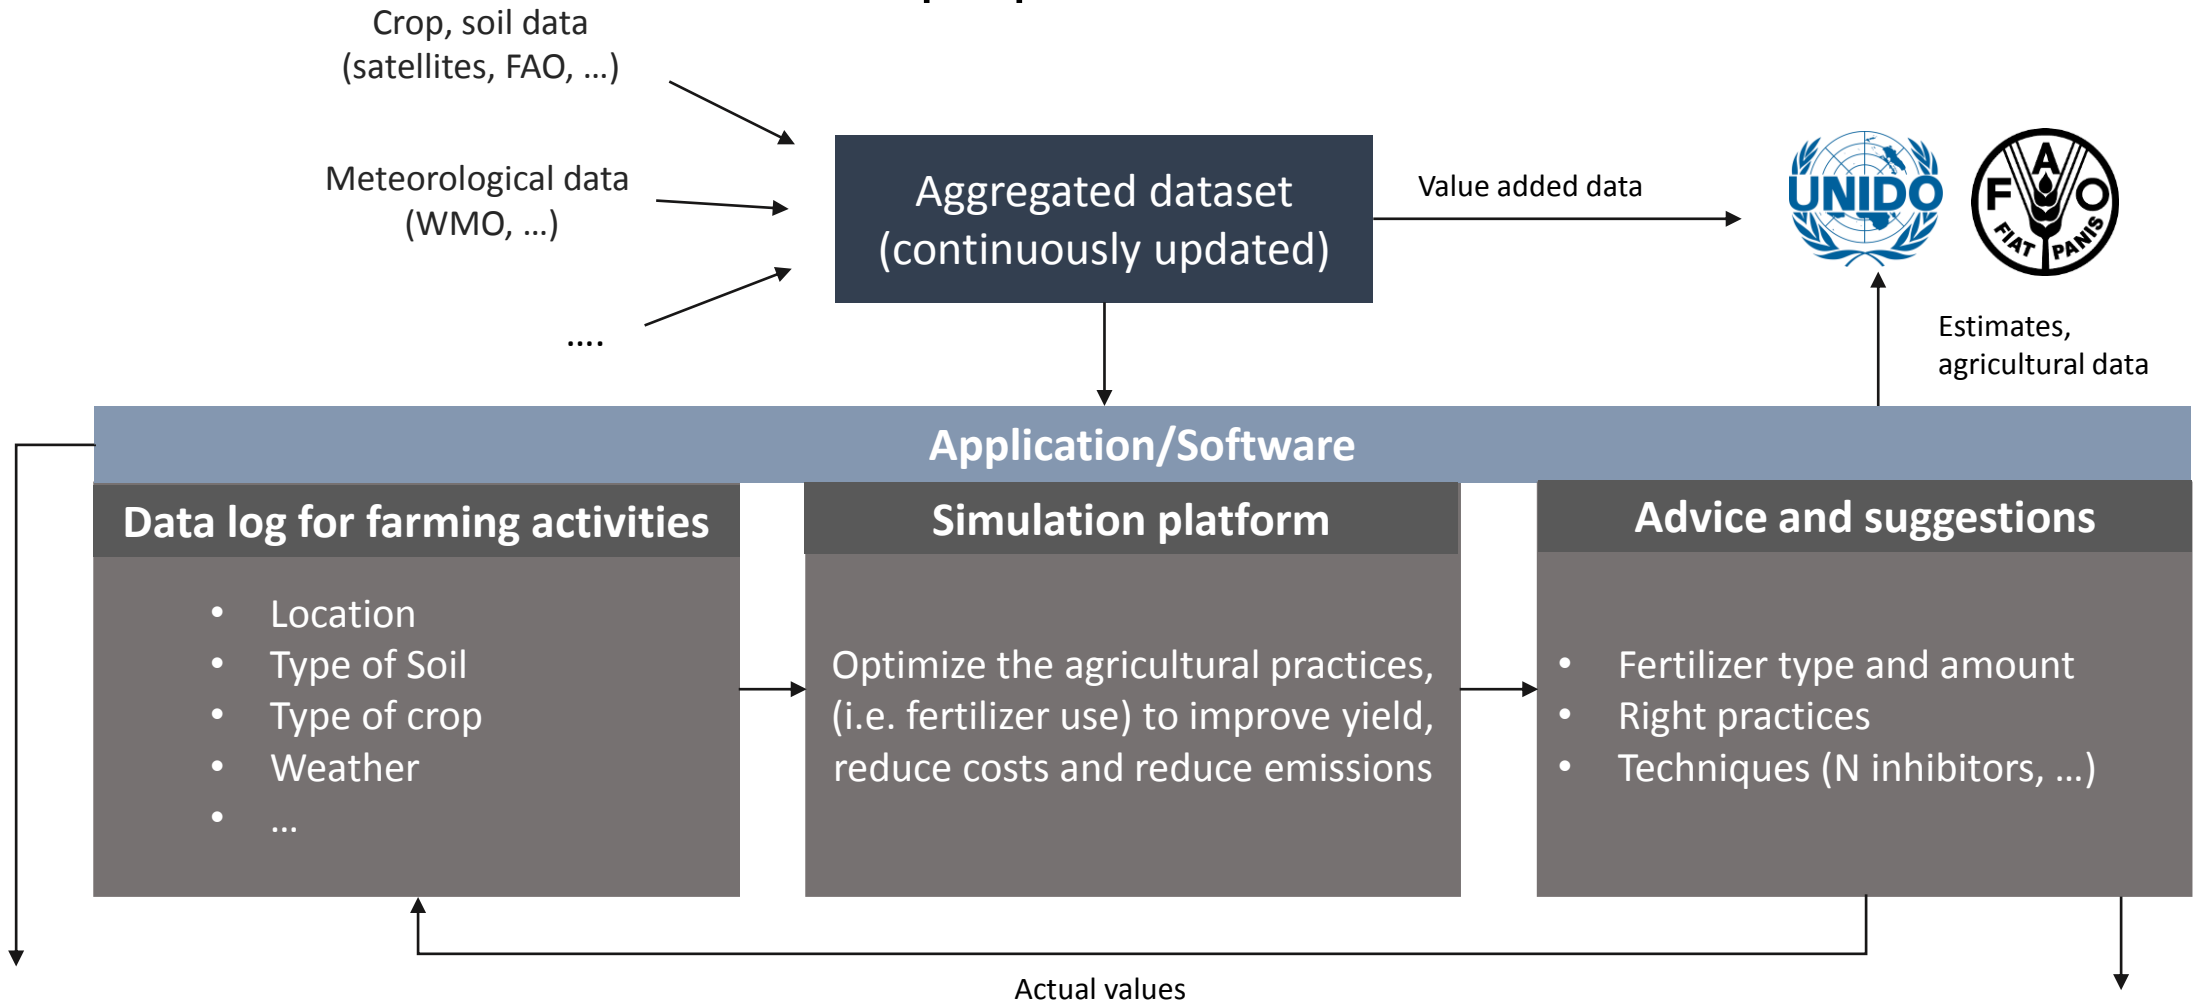 Crop, soil data
(satellites, FAO, …)
Meteorological data
(WMO, …)
….
Aggregated dataset
(continuously updated)
Value added data
UNIDO
F A O
FIAT PANIS
Estimates,
agricultural data
Application/Software
Data log for farming activities
• Location
• Type of Soil
• Type of crop
• Weather
• …
Simulation platform
Optimize the agricultural practices,
(i.e. fertilizer use) to improve yield,
reduce costs and reduce emissions
Advice and suggestions
• Fertilizer type and amount
• Right practices
• Techniques (N inhibitors, …)
Actual values